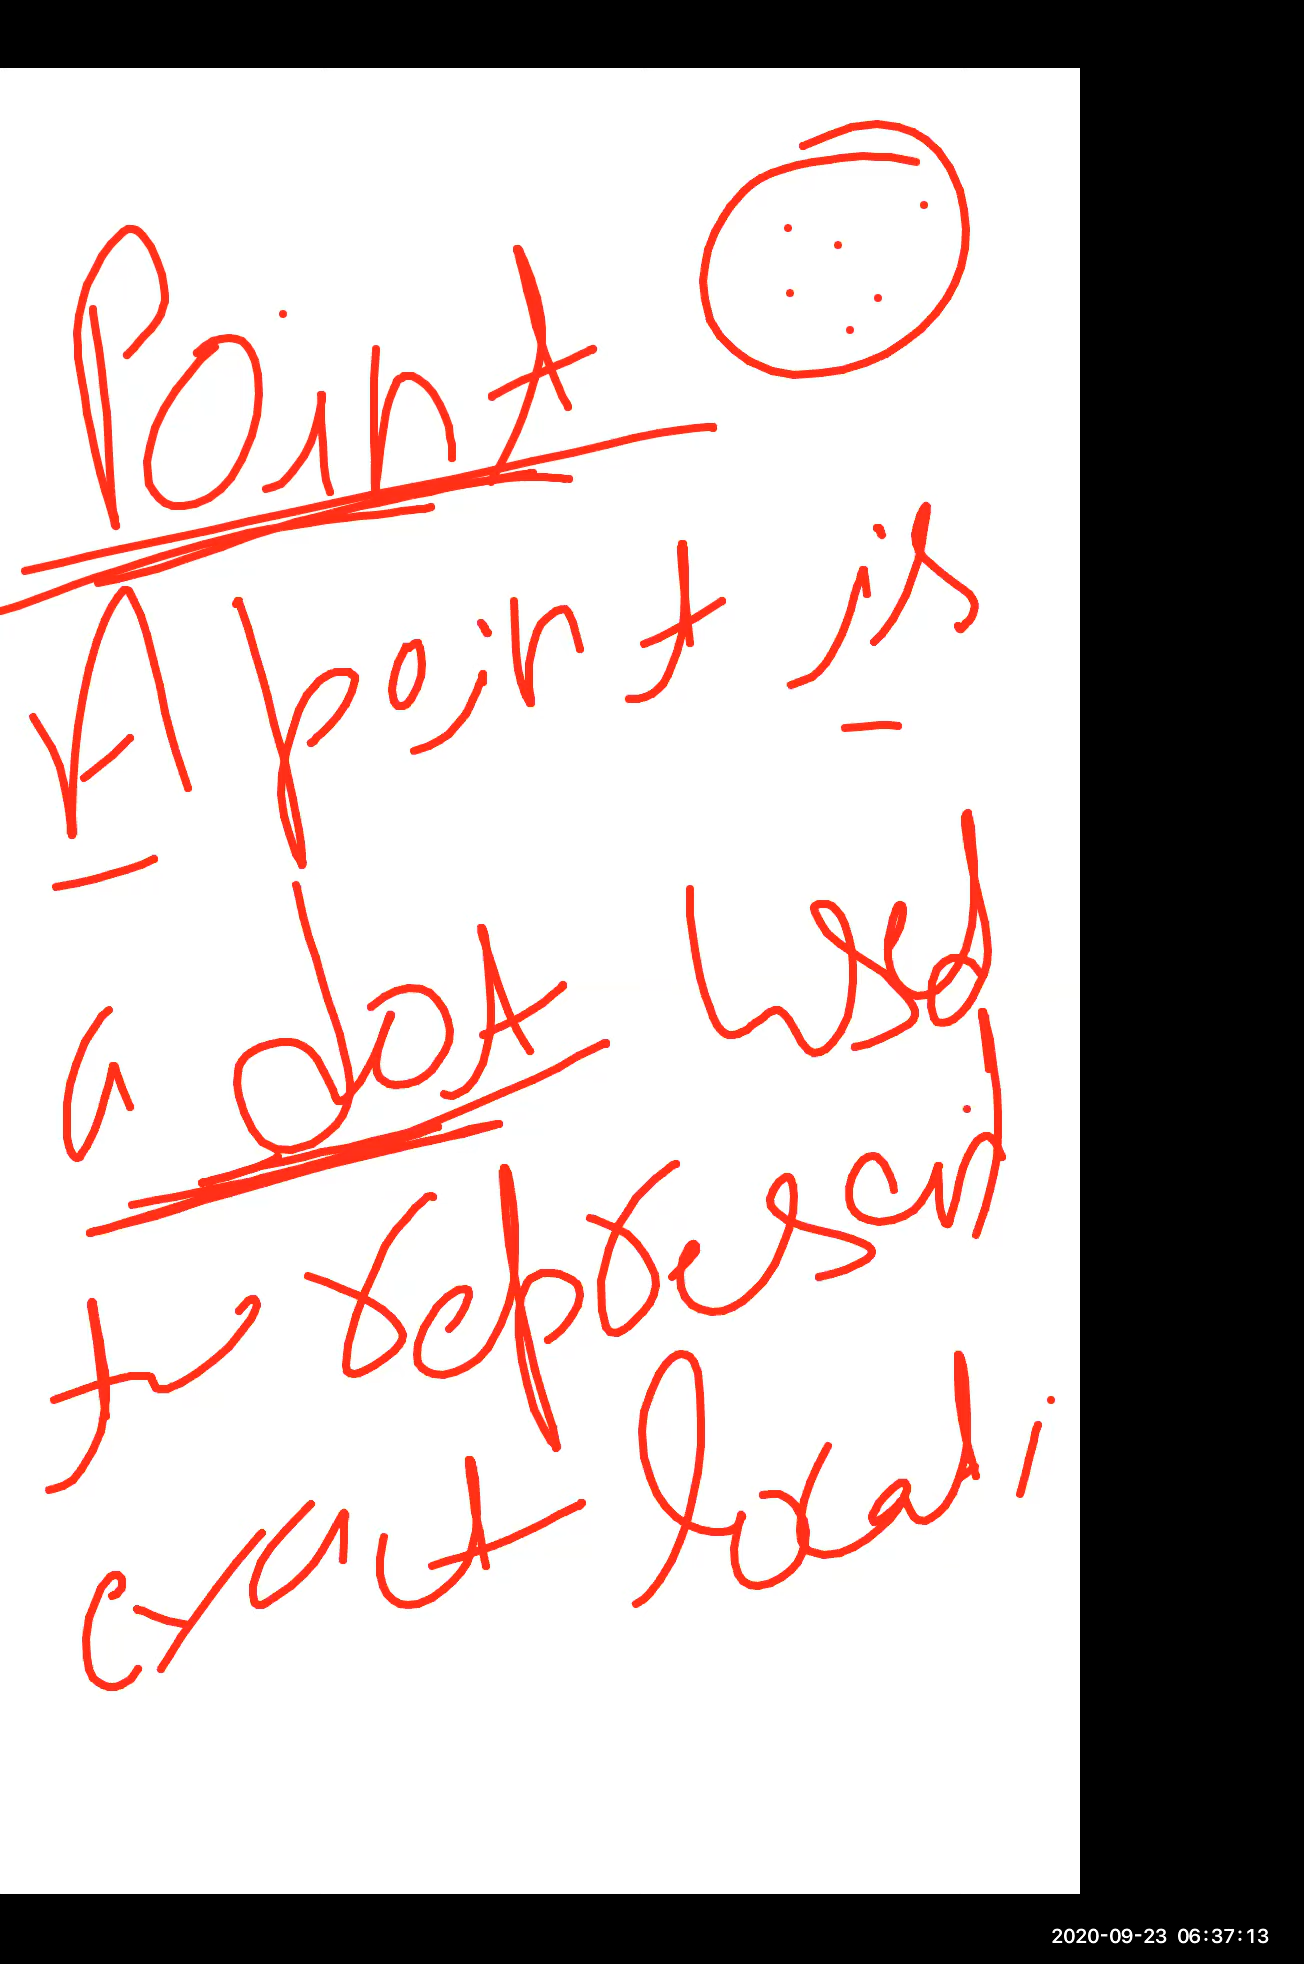 Point
A point is
a dot used
to represent
exact locati
2020-09-23 06:37:13